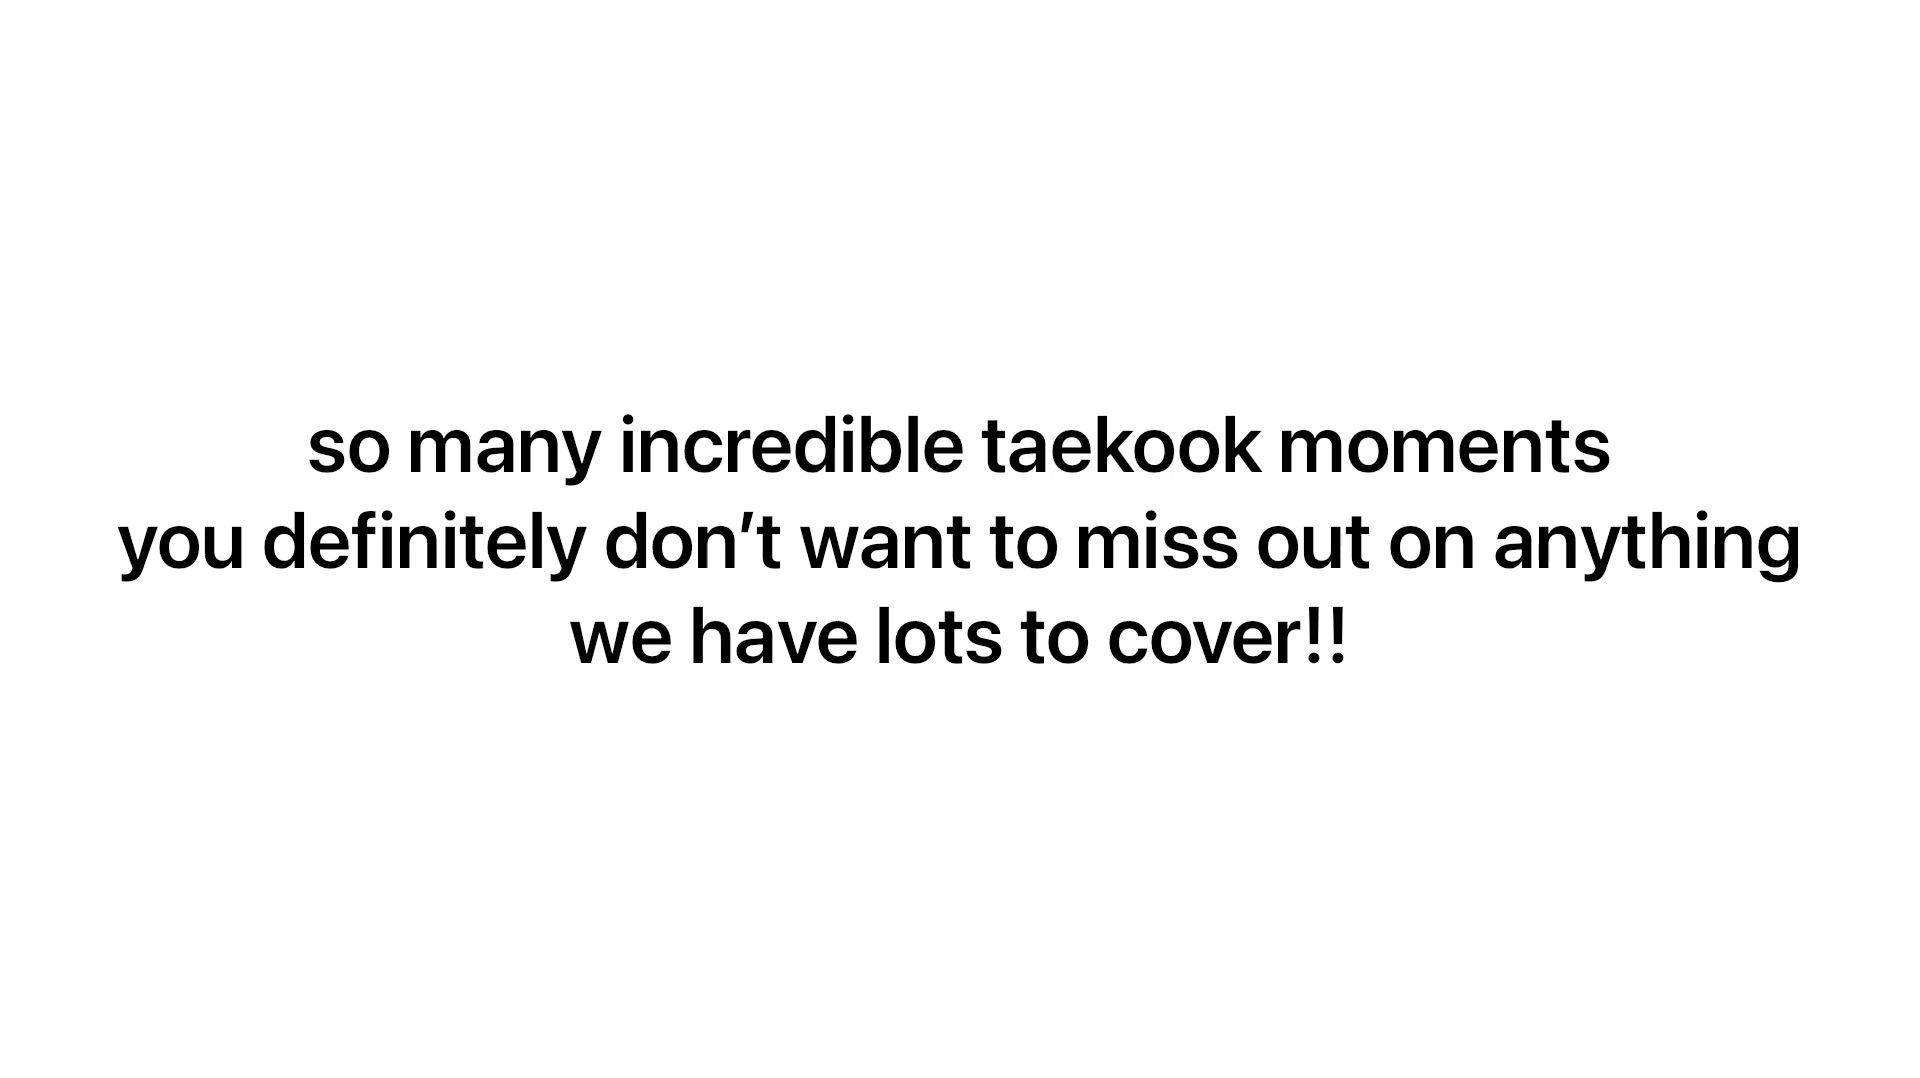 so many incredible taekook moments
you definitely don’t want to miss out on anything
we have lots to cover!!